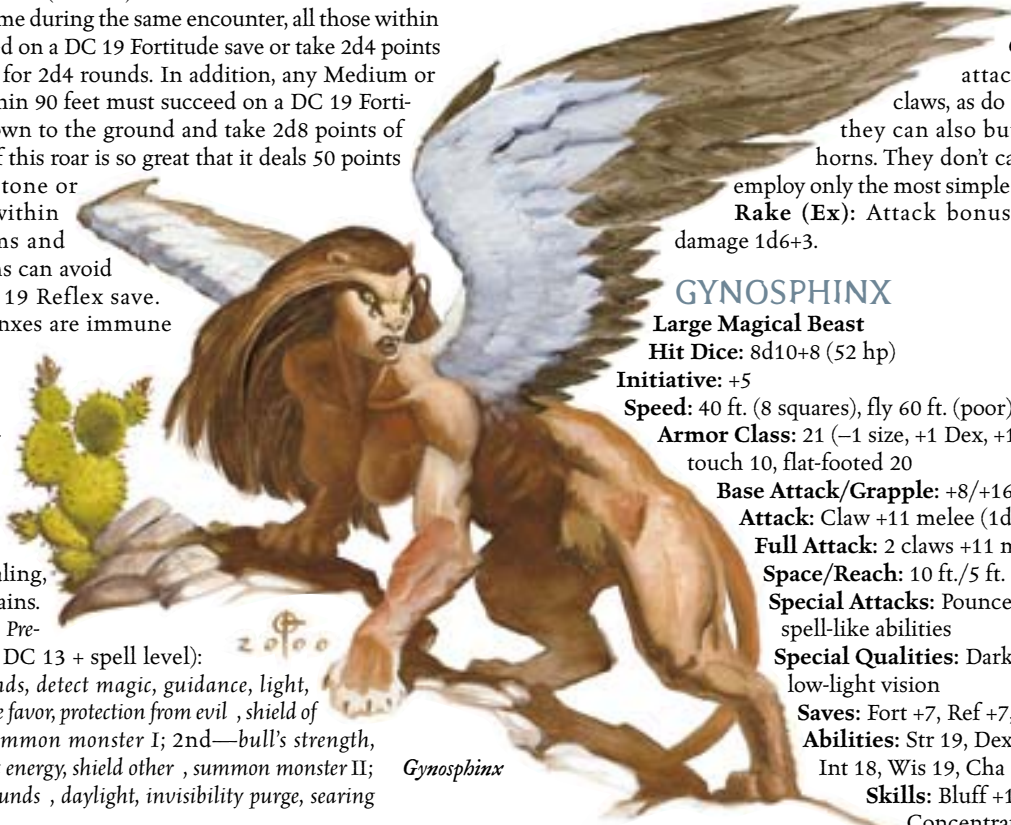 me during the same encounter, all those within
ed on a DC 19 Fortitude save or take 2d4 points
for 2d4 rounds. In addition, any Medium or
hin 90 feet must succeed on a DC 19 Forti-
own to the ground and take 2d8 points of
f this roar is so great that it deals 50 points
tone or
within
ms and
ns can avoid
19 Reflex save.
nxes are immune
aling,
ains.
Pre-
DC 13 + spell level):
nds, detect magic, guidance, light,
e favor, protection from evil , shield of
mmon monster I; 2nd—bull's strength,
energy, shield other , summon monster II;
unds , daylight, invisibility purge, searing
2000
Gynosphinx
attac
claws, as do
they can also bu
horns. They don't ca
employ only the most simple
Rake (Ex): Attack bonus
damage 1d6+3.
GYNOSPHINX
Large Magical Beast
Hit Dice: 8d10+8 (52 hp)
Initiative: +5
Speed: 40 ft. (8 squares), fly 60 ft. (poor)
Armor Class: 21 (–1 size, +1 Dex, +1
touch 10, flat-footed 20
Base Attack/Grapple: +8/+16
Attack: Claw +11 melee (1d
Full Attack: 2 claws +11 m
Space/Reach: 10 ft./5 ft.
Special Attacks: Pounce
spell-like abilities
Special Qualities: Dark
low-light vision
Saves: Fort +7, Ref +7,
Abilities: Str 19, Dex
Int 18, Wis 19, Cha
Skills: Bluff +1
Concentra